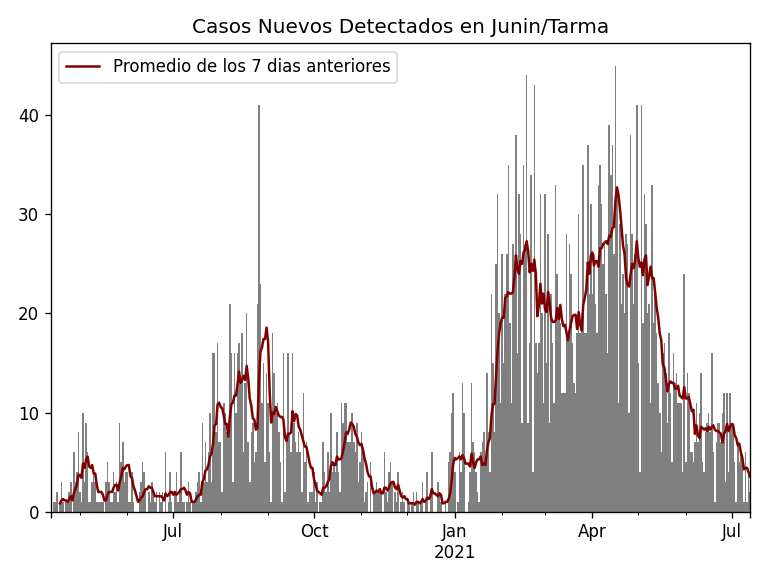 Casos Nuevos Detectados en Junin/Tarma
Promedio de los 7 dias anteriores
40
30
20
10
0
Jul
Oct
Jan
Apr
Jul
2021